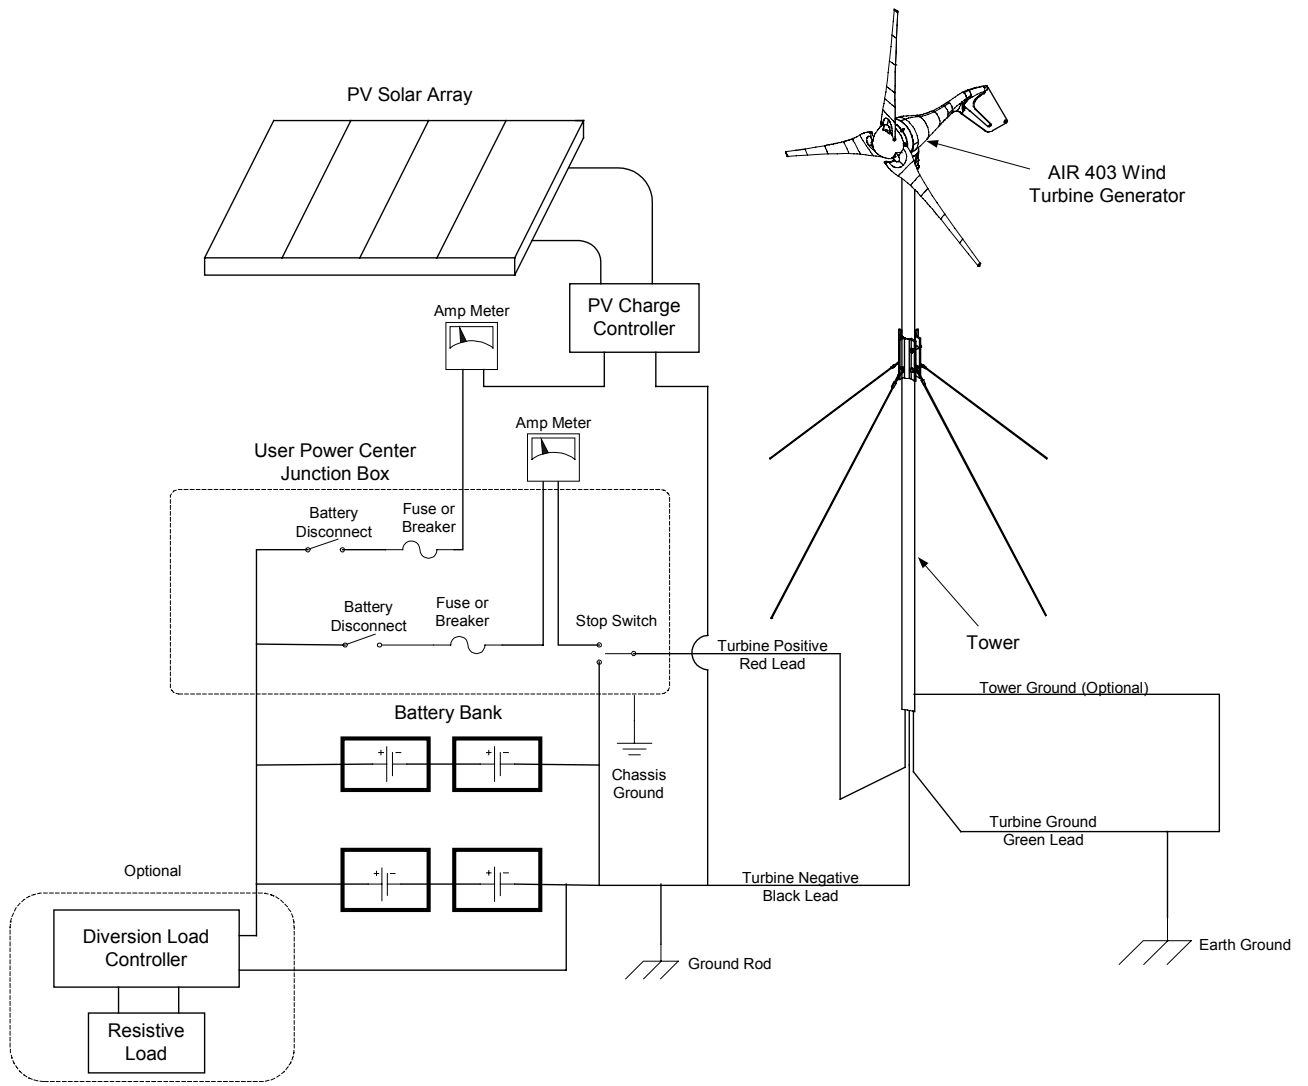 PV Solar Array
AIR 403 Wind
Turbine Generator
PV Charge
Controller
Amp Meter
Amp Meter
User Power Center
Junction Box
Battery
Disconnect
Fuse or
Breaker
Battery
Disconnect
Fuse or
Breaker
Stop Switch
Turbine Positive
Red Lead
Tower
Tower Ground (Optional)
Battery Bank
+ −
+ −
Chassis
Ground
Turbine Ground
Green Lead
+ −
+ −
Turbine Negative
Black Lead
Optional
Diversion Load
Controller
Ground Rod
Earth Ground
Resistive
Load